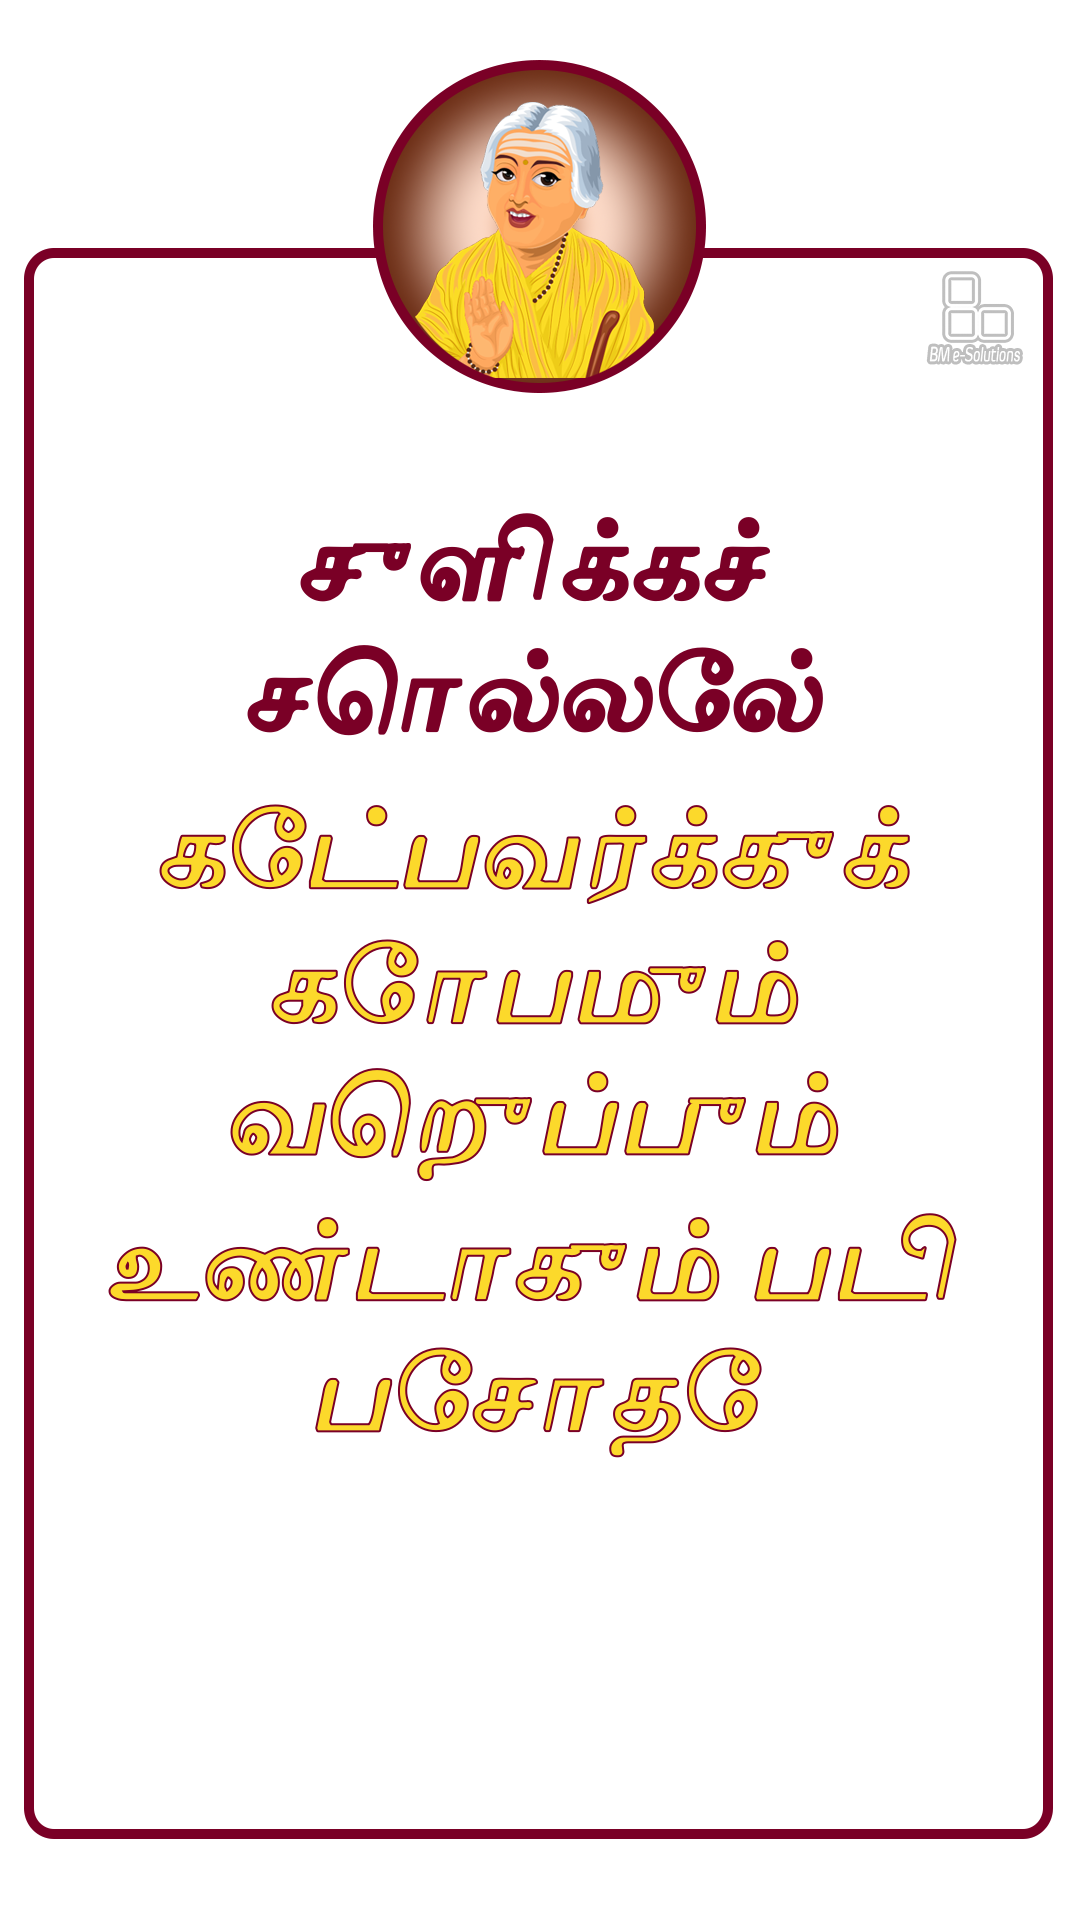 சுளிக்கச்
சொல்லேல்
கேட்பவர்க்குக்
கோபமும்
வெறுப்பும்
உண்டாகும் படி
பேசாதே
BM e-Solutions